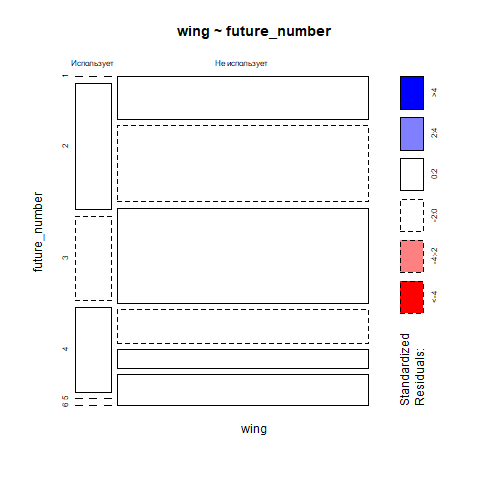 wing ~ future_number
Использует
Не использует
1
2
3
4
5
6
future_number
wing
>4
2:4
0:2
-2:0
-4:-2
<-4
Standardized
Residuals: